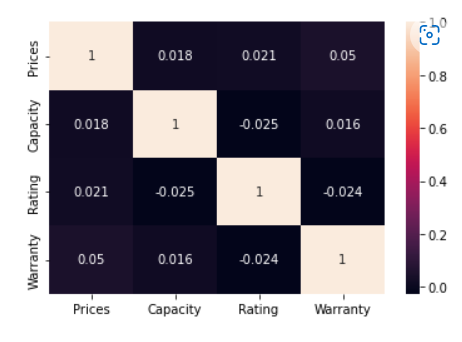 Prices 1 0.018 0.021 0.05
Capacity 0.018 1 -0.025 0.016
Rating 0.021 -0.025 1 -0.024
Warranty 0.05 0.016 -0.024 1
Prices Capacity Rating Warranty
1.0
0.8
0.6
0.4
0.2
0.0